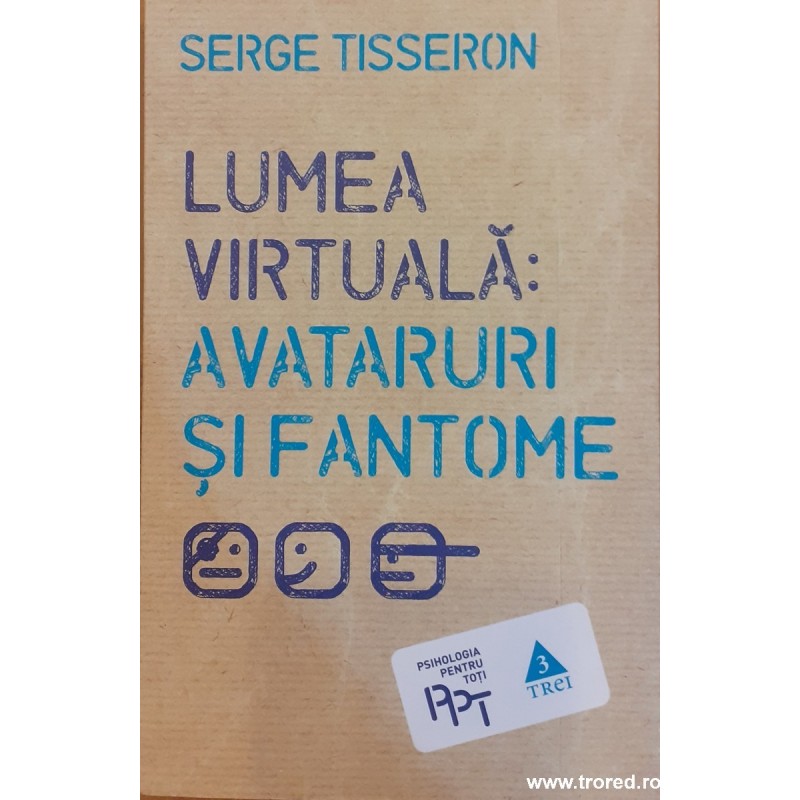 SERGE TISSERON
LUMEA
VIRTUALĂ:
AVATARURI
ȘI FANTOME
PSIHOLOGIA
PENTRU
TOȚI
PPT
3
TREI
www.trored.ro